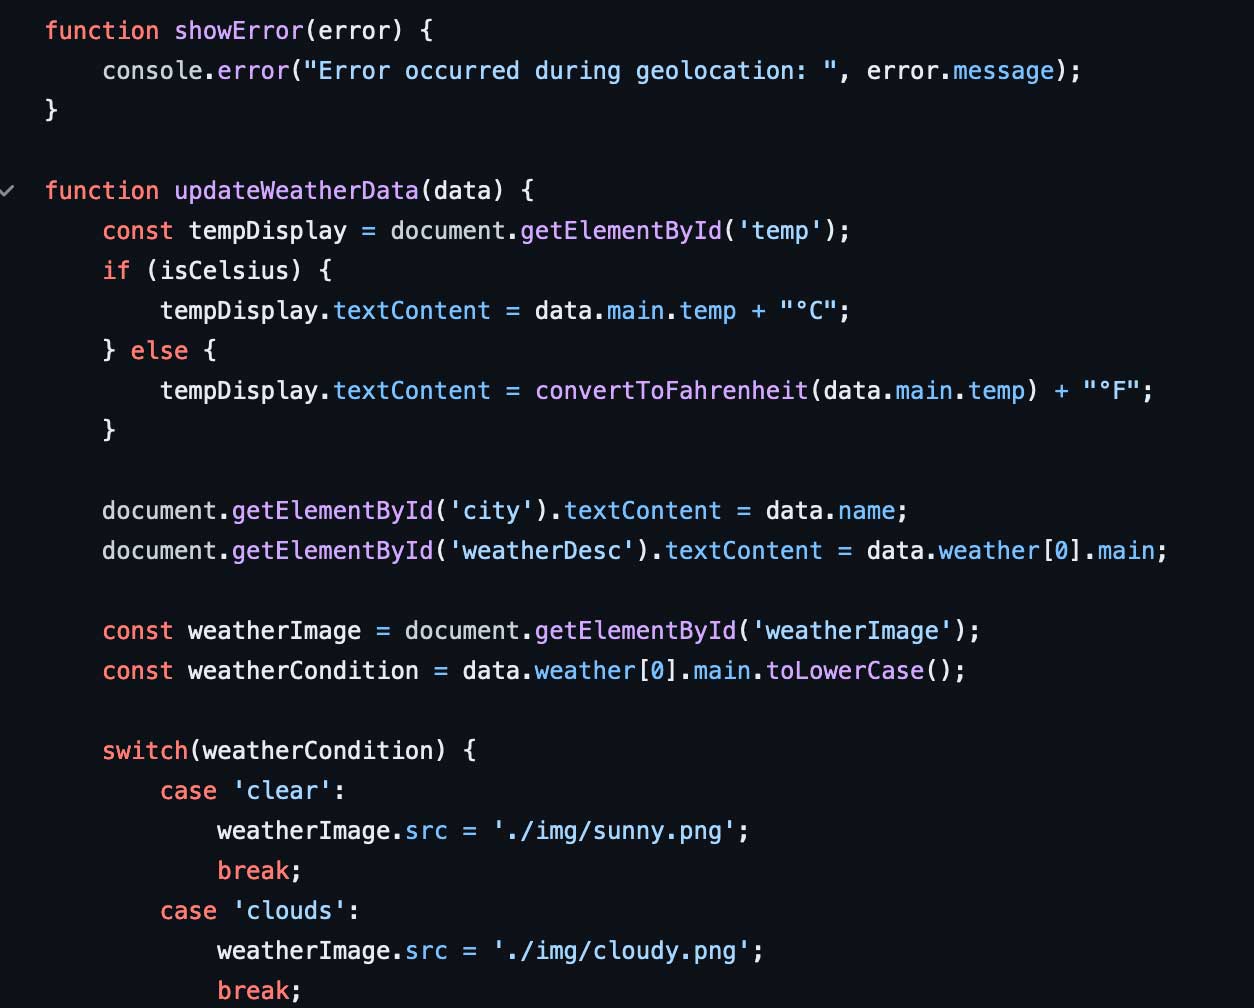 function showError(error) {
    console.error("Error occurred during geolocation: ", error.message);
}
function updateWeatherData(data) {
    const tempDisplay = document.getElementById('temp');
    if (isCelsius) {
        tempDisplay.textContent = data.main.temp + "°C";
    } else {
        tempDisplay.textContent = convertToFahrenheit(data.main.temp) + "°F";
    }
    document.getElementById('city').textContent = data.name;
    document.getElementById('weatherDesc').textContent = data.weather[0].main;
    const weatherImage = document.getElementById('weatherImage');
    const weatherCondition = data.weather[0].main.toLowerCase();
    switch(weatherCondition) {
        case 'clear':
            weatherImage.src = './img/sunny.png';
            break;
        case 'clouds':
            weatherImage.src = './img/cloudy.png';
            break;